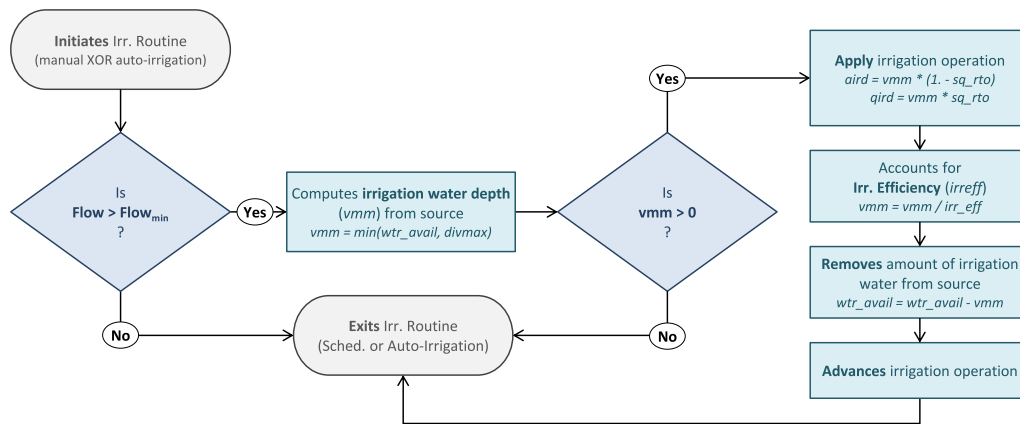 Initiates Irr. Routine
(manual XOR auto-irrigation)
Is
Flow > Flowmin
?
Yes
No
Computes irrigation water depth
(vmm) from source
vmm = min(wtr_avail, divmax)
Is
vmm > 0
?
Yes
No
Exits Irr. Routine
(Sched. or Auto-Irrigation)
Apply irrigation operation
aird = vmm * (1. - sq_rto)
qird = vmm * sq_rto
Accounts for
Irr. Efficiency (irreff)
vmm = vmm / irr_eff
Removes amount of irrigation
water from source
wtr_avail = wtr_avail - vmm
Advances irrigation operation